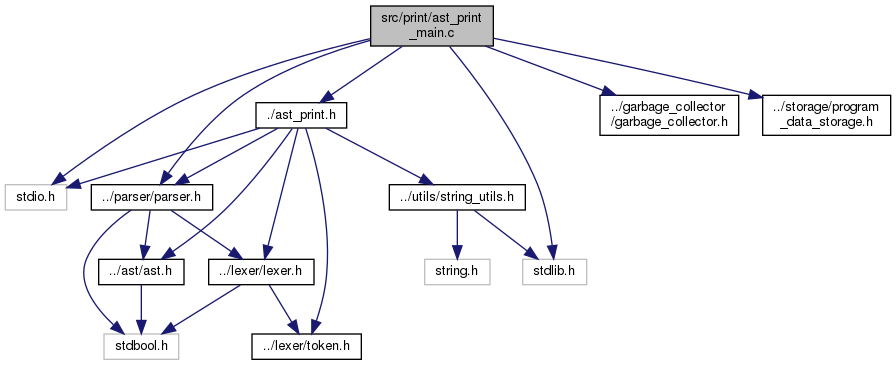 src/print/ast_print
_main.c
../garbage_collector
/garbage_collector.h
../storage/program
_data_storage.h
./ast_print.h
stdio.h
../parser/parser.h
../utils/string_utils.h
../ast/ast.h
../lexer/lexer.h
string.h
stdlib.h
stdbool.h
../lexer/token.h